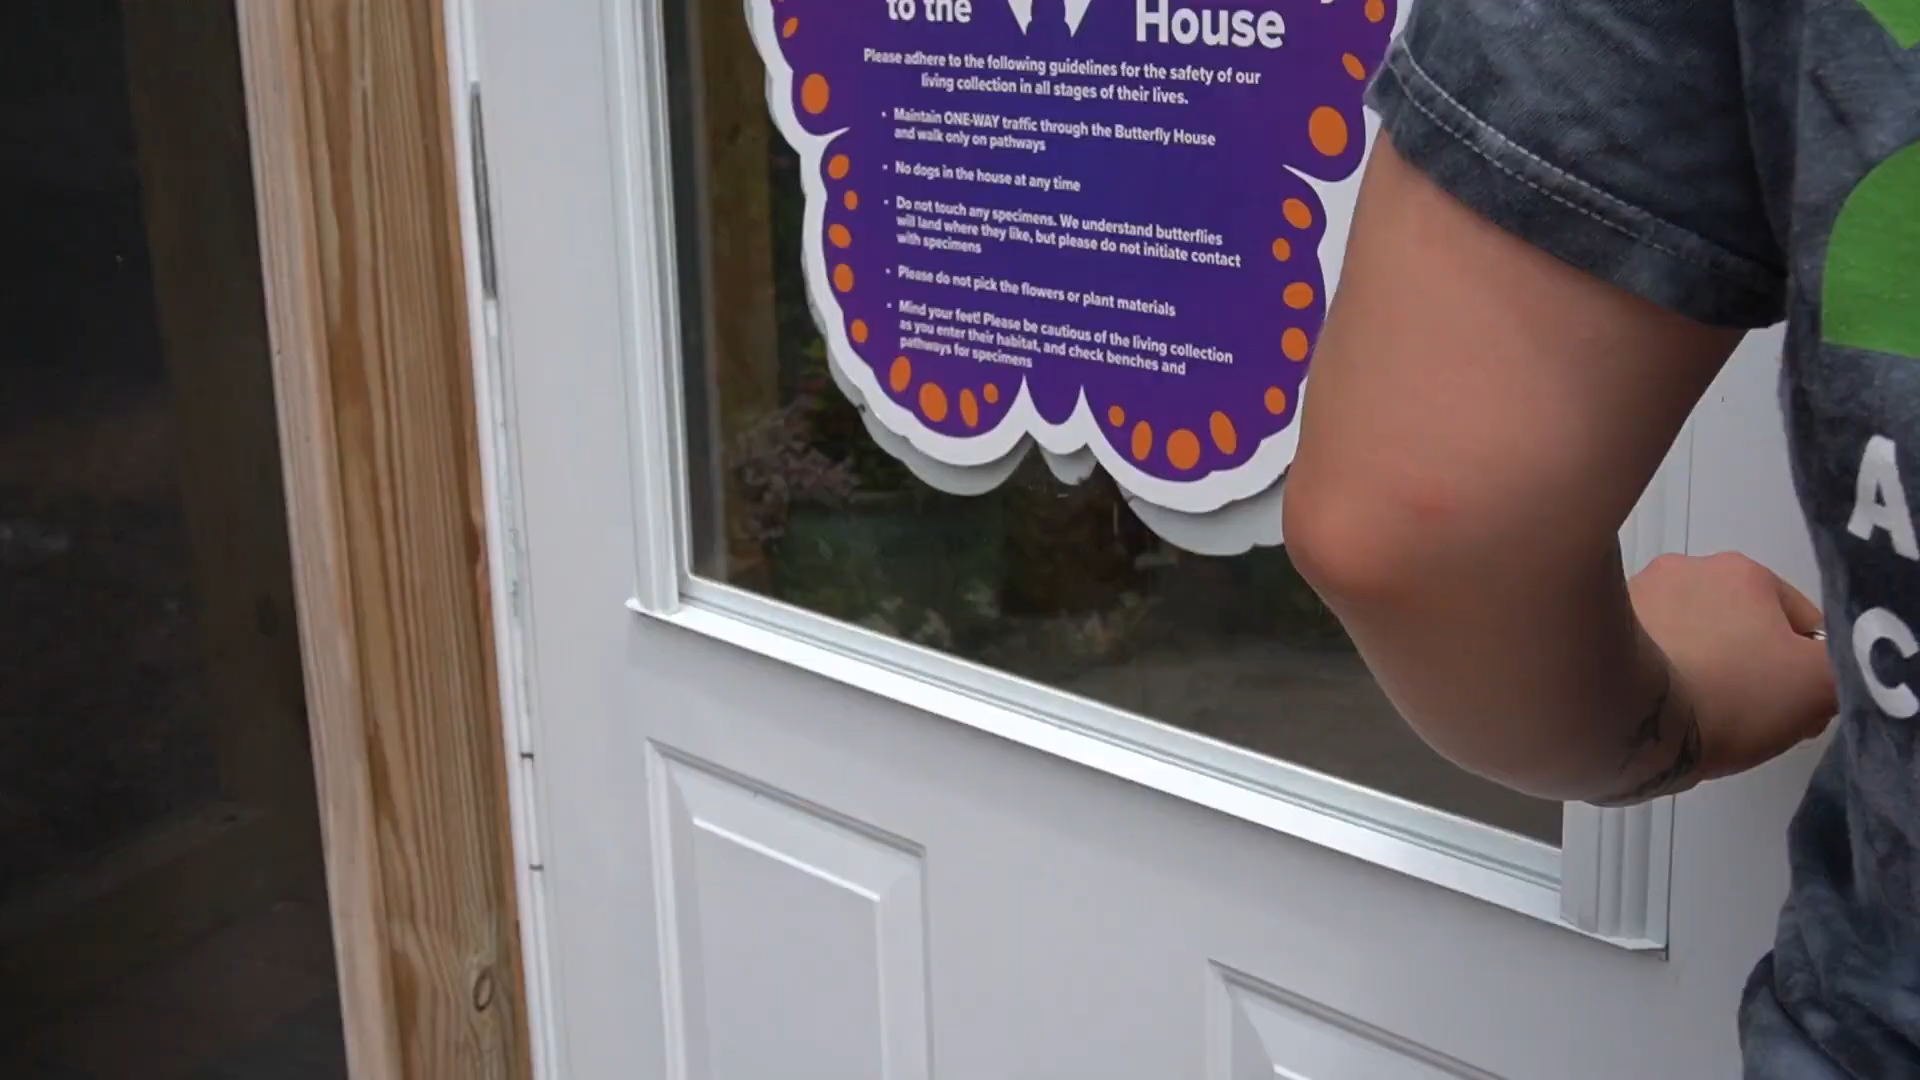 to the
House
Please adhere to the following guidelines for the safety of our
living collection in all stages of their lives.
• Maintain ONE-WAY traffic through the Butterfly House
and walk only on pathways
• No dogs in the house at any time
• Do not touch any specimens. We understand butterflies
will land where they like, but please do not initiate contact
with specimens
• Please do not pick the flowers or plant materials
• Mind your feet! Please be cautious of the living collection
as you enter their habitat, and check benches and
pathways for specimens
A
C